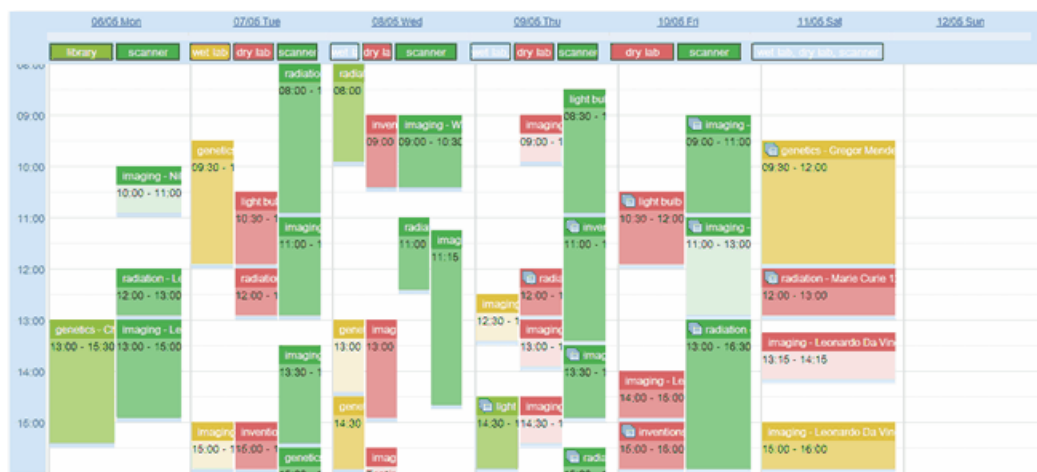 06/05 Mon
07/05 Tue
08/05 Wed
09/05 Thu
10/05 Fri
11/05 Sat
12/05 Sun
library
scanner
wet lab
dry lab
scanner
wet l
dry la
scanner
wet lab
dry lab
scanner
dry lab
scanner
wet lab, dry lab, scanner
08:00
09:00
10:00
11:00
12:00
13:00
14:00
15:00
imaging - Ni
10:00 - 11:00
radiation - Le
12:00 - 13:00
genetics - Ch
13:00 - 15:30
imaging - Le
13:00 - 15:00
genetics
09:30 - 1
imaging
15:00 - 1
light bul
10:30 - 1
radiation
12:00 - 1
inventio
15:00 - 1
radiatio
08:00 - 1
imaging
11:00 - 1
imaging
13:30 - 1
genetic
radia
08:00
genet
13:00
gene
14:30
inven
09:00
imag
13:00
imag
imaging - W
09:00 - 10:30
radia
11:00
imag
11:15
imaging
12:30 - 1
light
14:30 - 1
imaging
09:00 - 1
radia
12:00 - 1
imaging
13:00 - 1
imaging
14:30 - 1
light bul
08:30 - 1
inve
11:00 - 1
imag
13:30 - 1
radia
light bulb
10:30 - 12:00
imaging - Le
14:00 - 15:00
inventions
15:00 - 16:00
imaging -
09:00 - 11:00
imaging -
11:00 - 13:00
radiation
13:00 - 16:30
genetics - Gregor Mende
09:30 - 12:00
radiation - Marie Curie 1
12:00 - 13:00
imaging - Leonardo Da Vin
13:15 - 14:15
imaging - Leonardo Da Vin
15:00 - 16:00